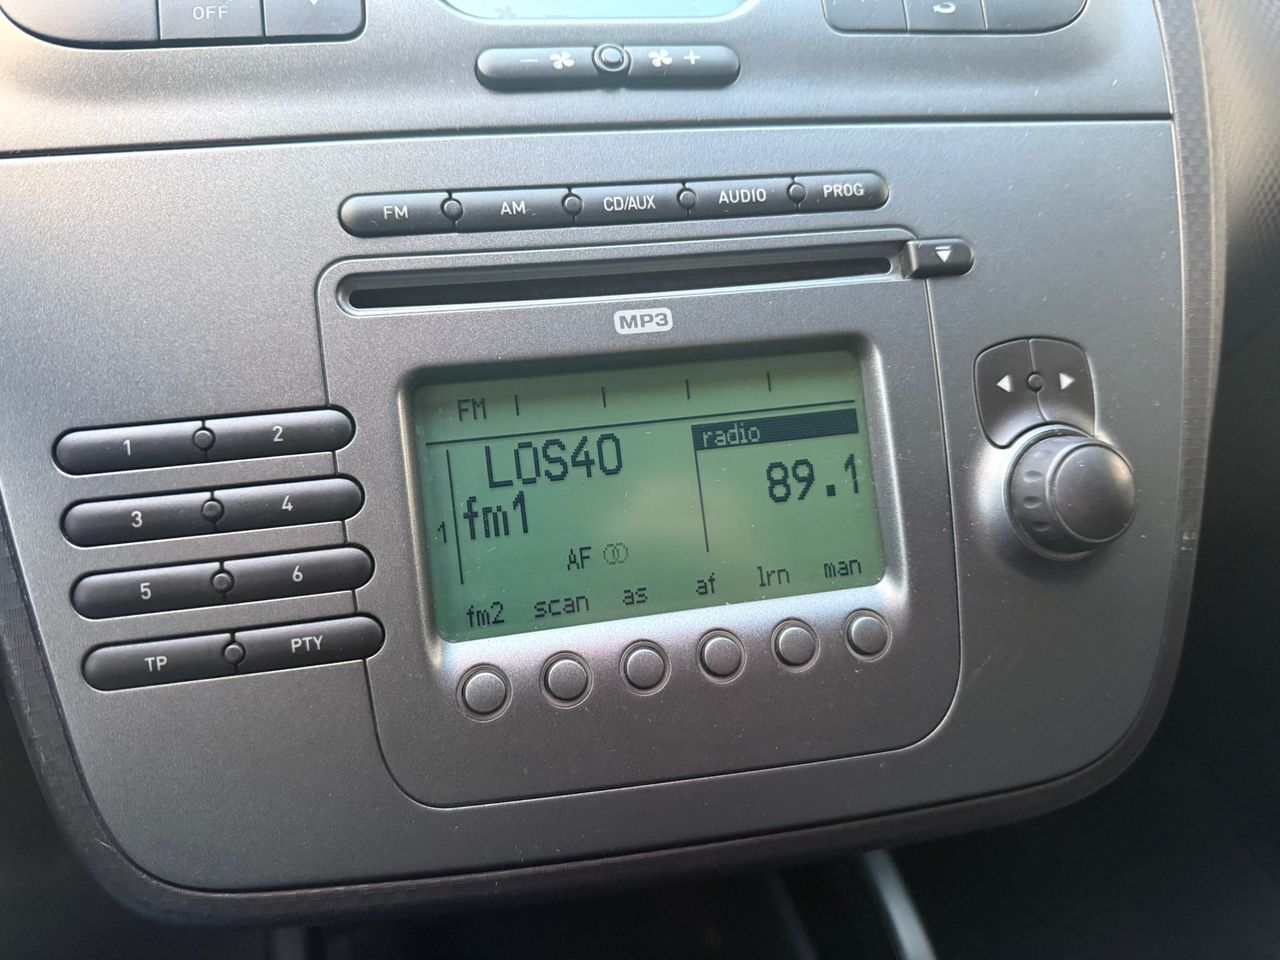 OFF
- +
FM AM CD/AUX AUDIO PROG
MP3
FM
LOS40 radio
1 fm1 89.1
AF
fm2 scan as af lrn man
1 2
3 4
5 6
TP PTY